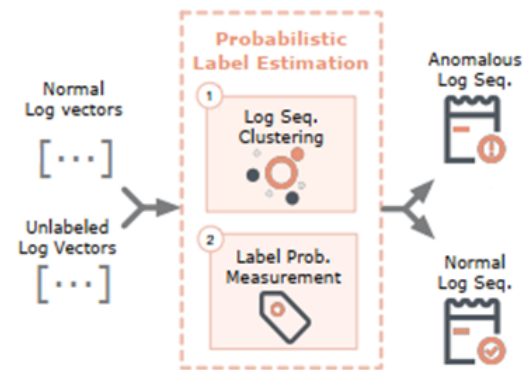 Probabilistic
Label Estimation
Normal
Log vectors
[...]
Unlabeled
Log Vectors
[...]
1
Log Seq.
Clustering
2
Label Prob.
Measurement
Anomalous
Log Seq.
Normal
Log Seq.